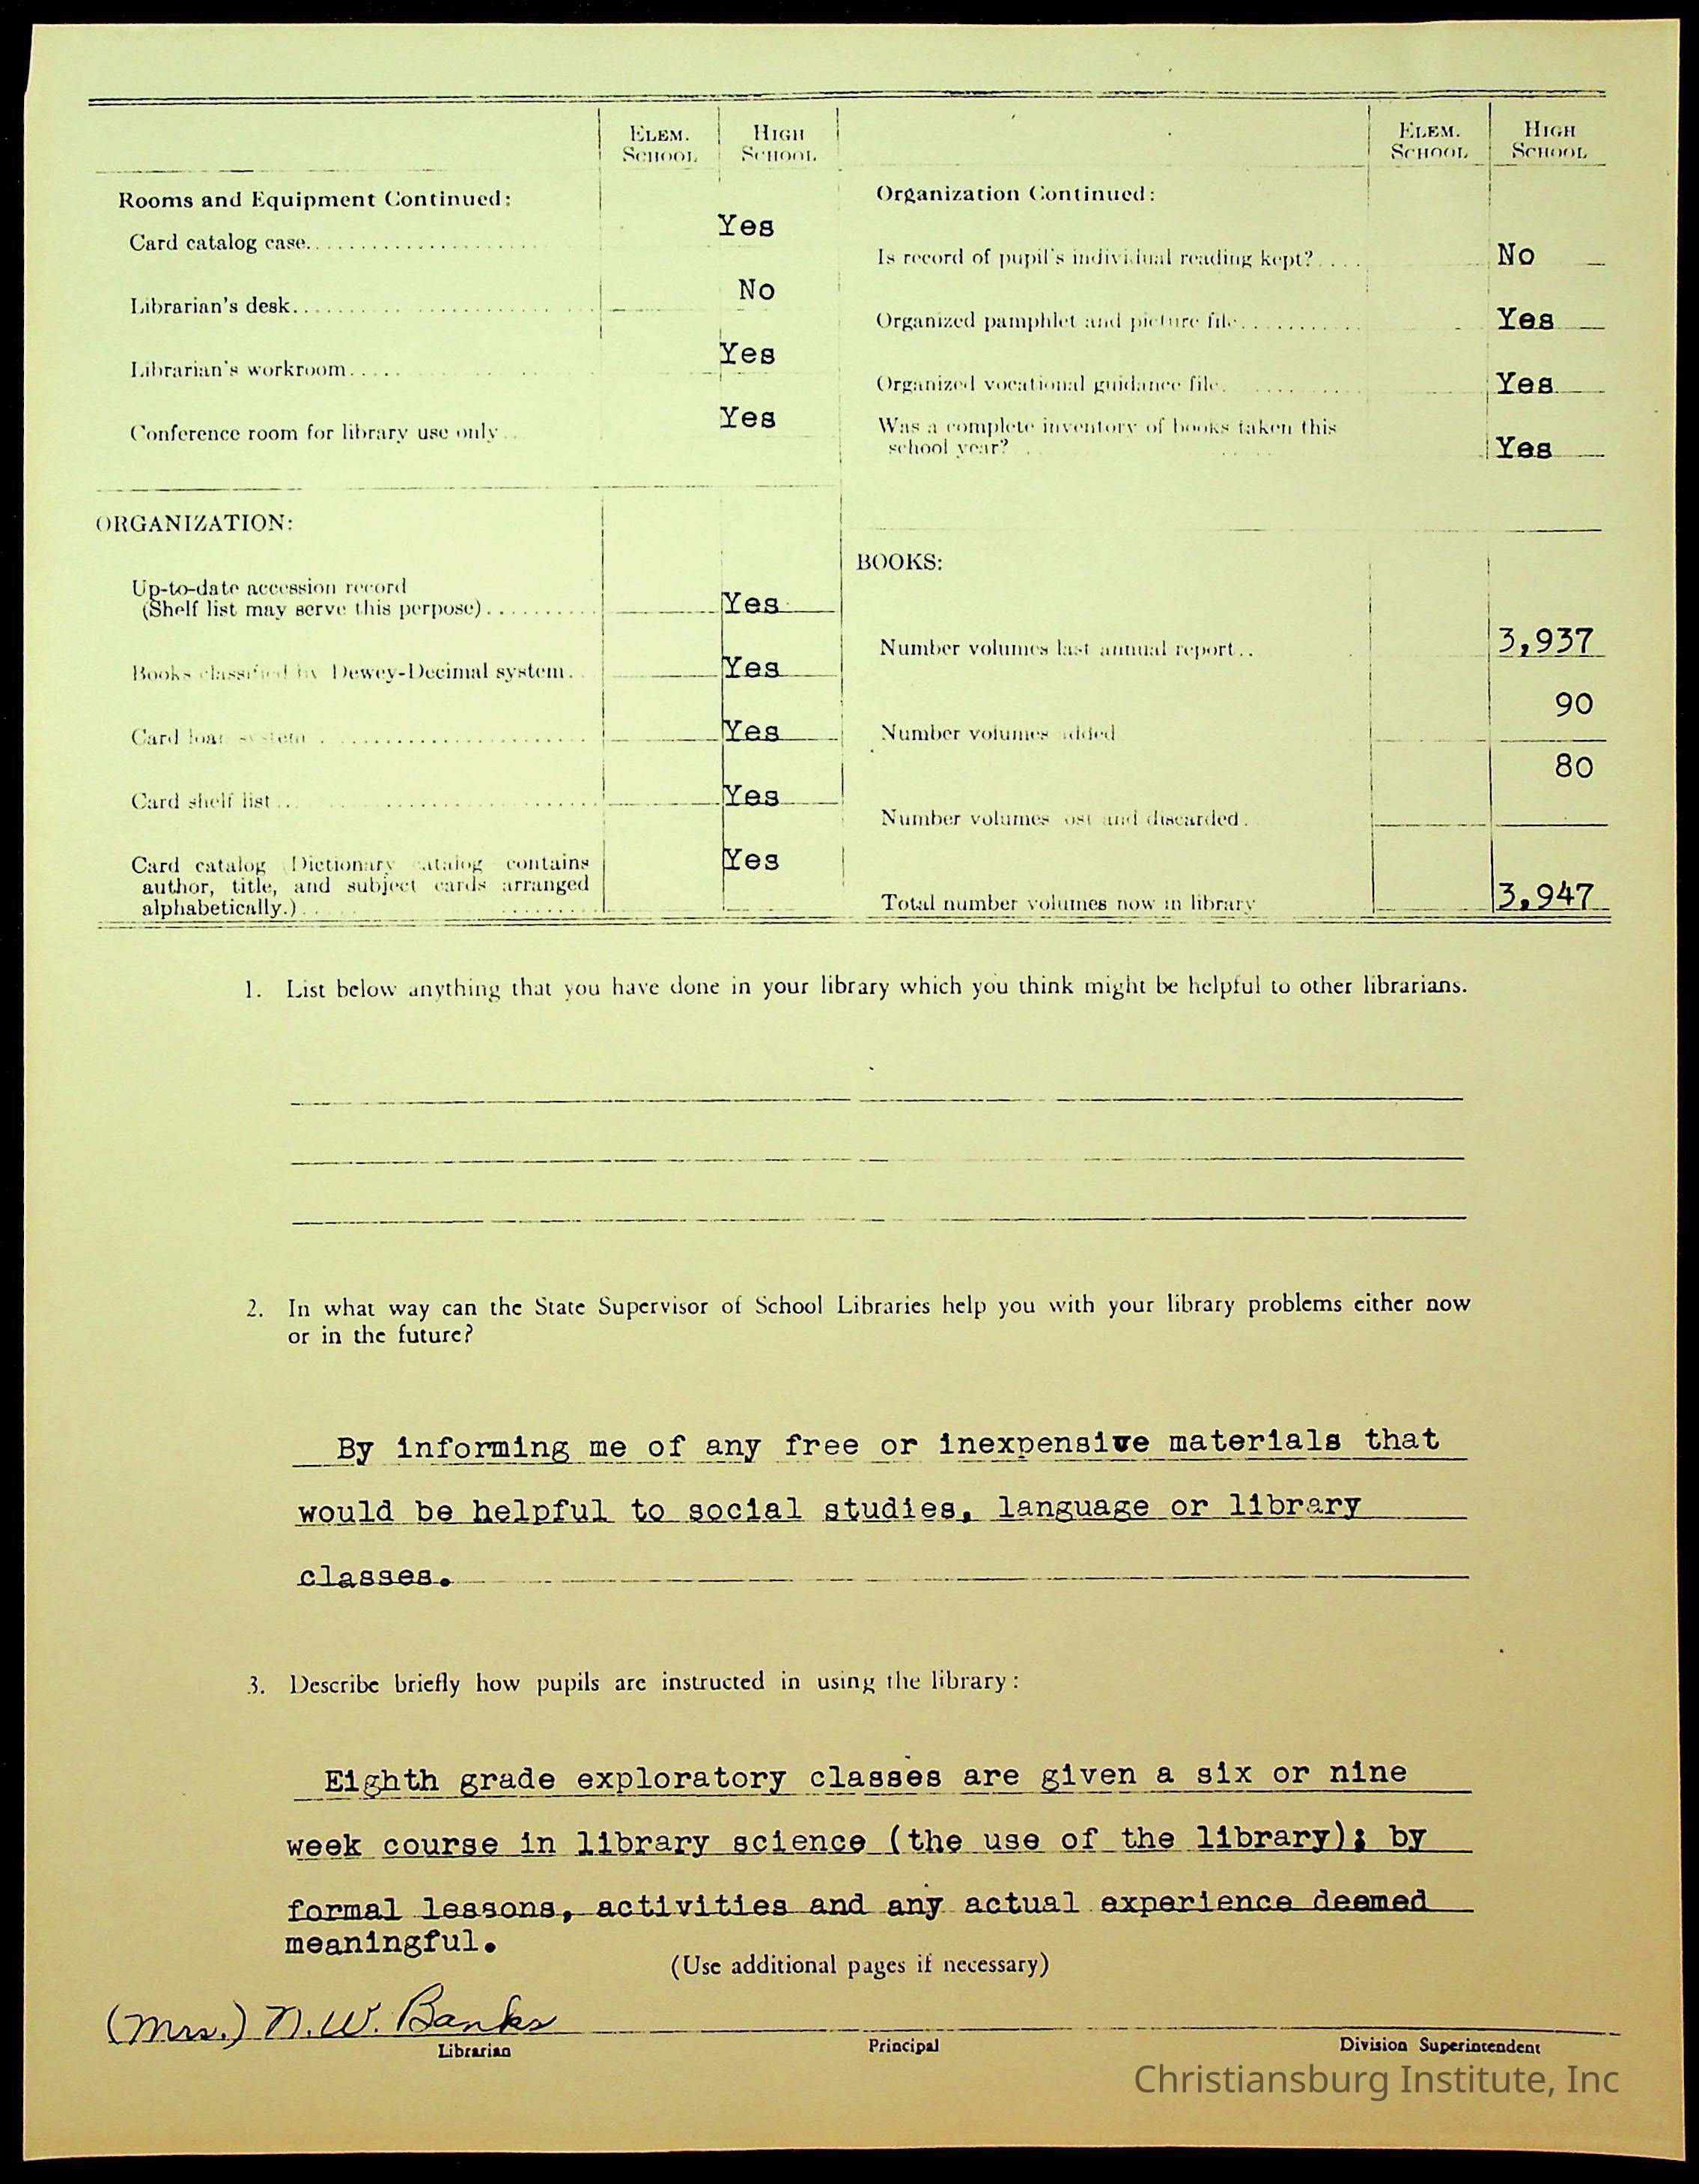 ELEM. SCHOOL HIGH SCHOOL
Rooms and Equipment Continued:
Card catalog case..................... Yes
Librarian's desk..................... No
Librarian's workroom..... Yes
Conference room for library use only... Yes
ORGANIZATION:
Up-to-date accession record
(Shelf list may serve this perpose).......... Yes
Books classified by Dewey-Decimal system. Yes
Card loan system ..................... Yes
Card shelf list ..................... Yes
Card catalog (Dictionary catalog contains Yes
author, title, and subject cards arranged
alphabetically.)...............
ELEM. SCHOOL HIGH SCHOOL
Organization Continued:
Is record of pupil's individual reading kept?.... No
Organized pamphlet and picture file............ Yes
Organized vocational guidance file............ Yes
Was a complete inventory of books taken this
school year? ....... Yes
BOOKS:
Number volumes last annual report... 3,937
Number volumes added 90
Number volumes lost and discarded. 80
Total number volumes now in library 3,947
1. List below anything that you have done in your library which you think might be helpful to other librarians.
2. In what way can the State Supervisor of School Libraries help you with your library problems either now
or in the future?
By informing me of any free or inexpensive materials that
would be helpful to social studies, language or library
classes.
3. Describe briefly how pupils are instructed in using the library:
Eighth grade exploratory classes are given a six or nine
week course in library science (the use of the library); by
formal lessons, activities and any actual experience deemed
meaningful.
(Use additional pages if necessary)
(Mrs.) N. W. Banks
Librarian Principal Division Superintendent
Christiansburg Institute, Inc